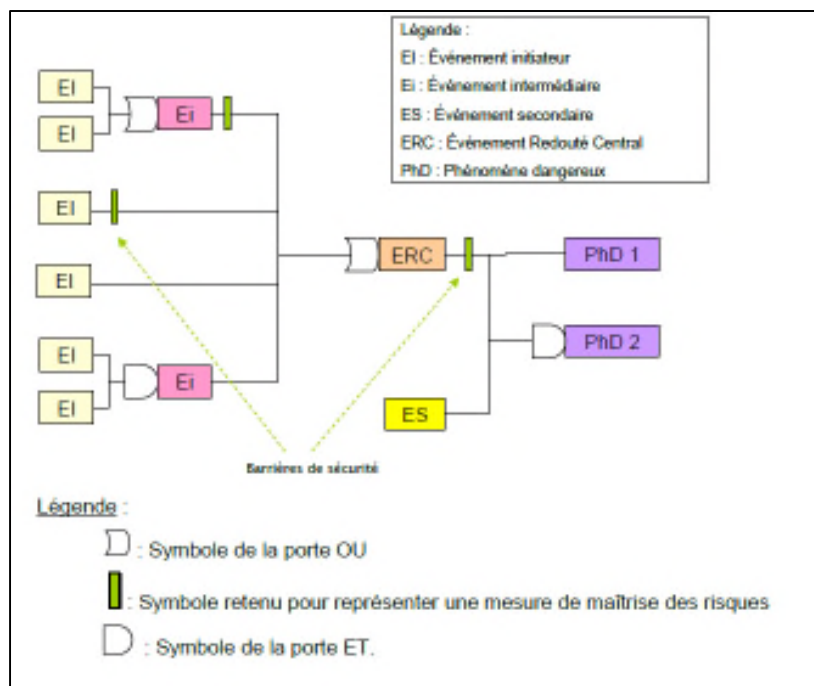 Légende :
EI : Événement initiateur
Ei : Événement intermédiaire
ES : Événement secondaire
ERC : Événement Redouté Central
PhD : Phénomène dangereux
EI
EI
Ei
EI
EI
EI
EI
Ei
ERC
PhD 1
PhD 2
ES
Barrières de sécurité
Légende :
: Symbole de la porte OU
: Symbole retenu pour représenter une mesure de maîtrise des risques
: Symbole de la porte ET.